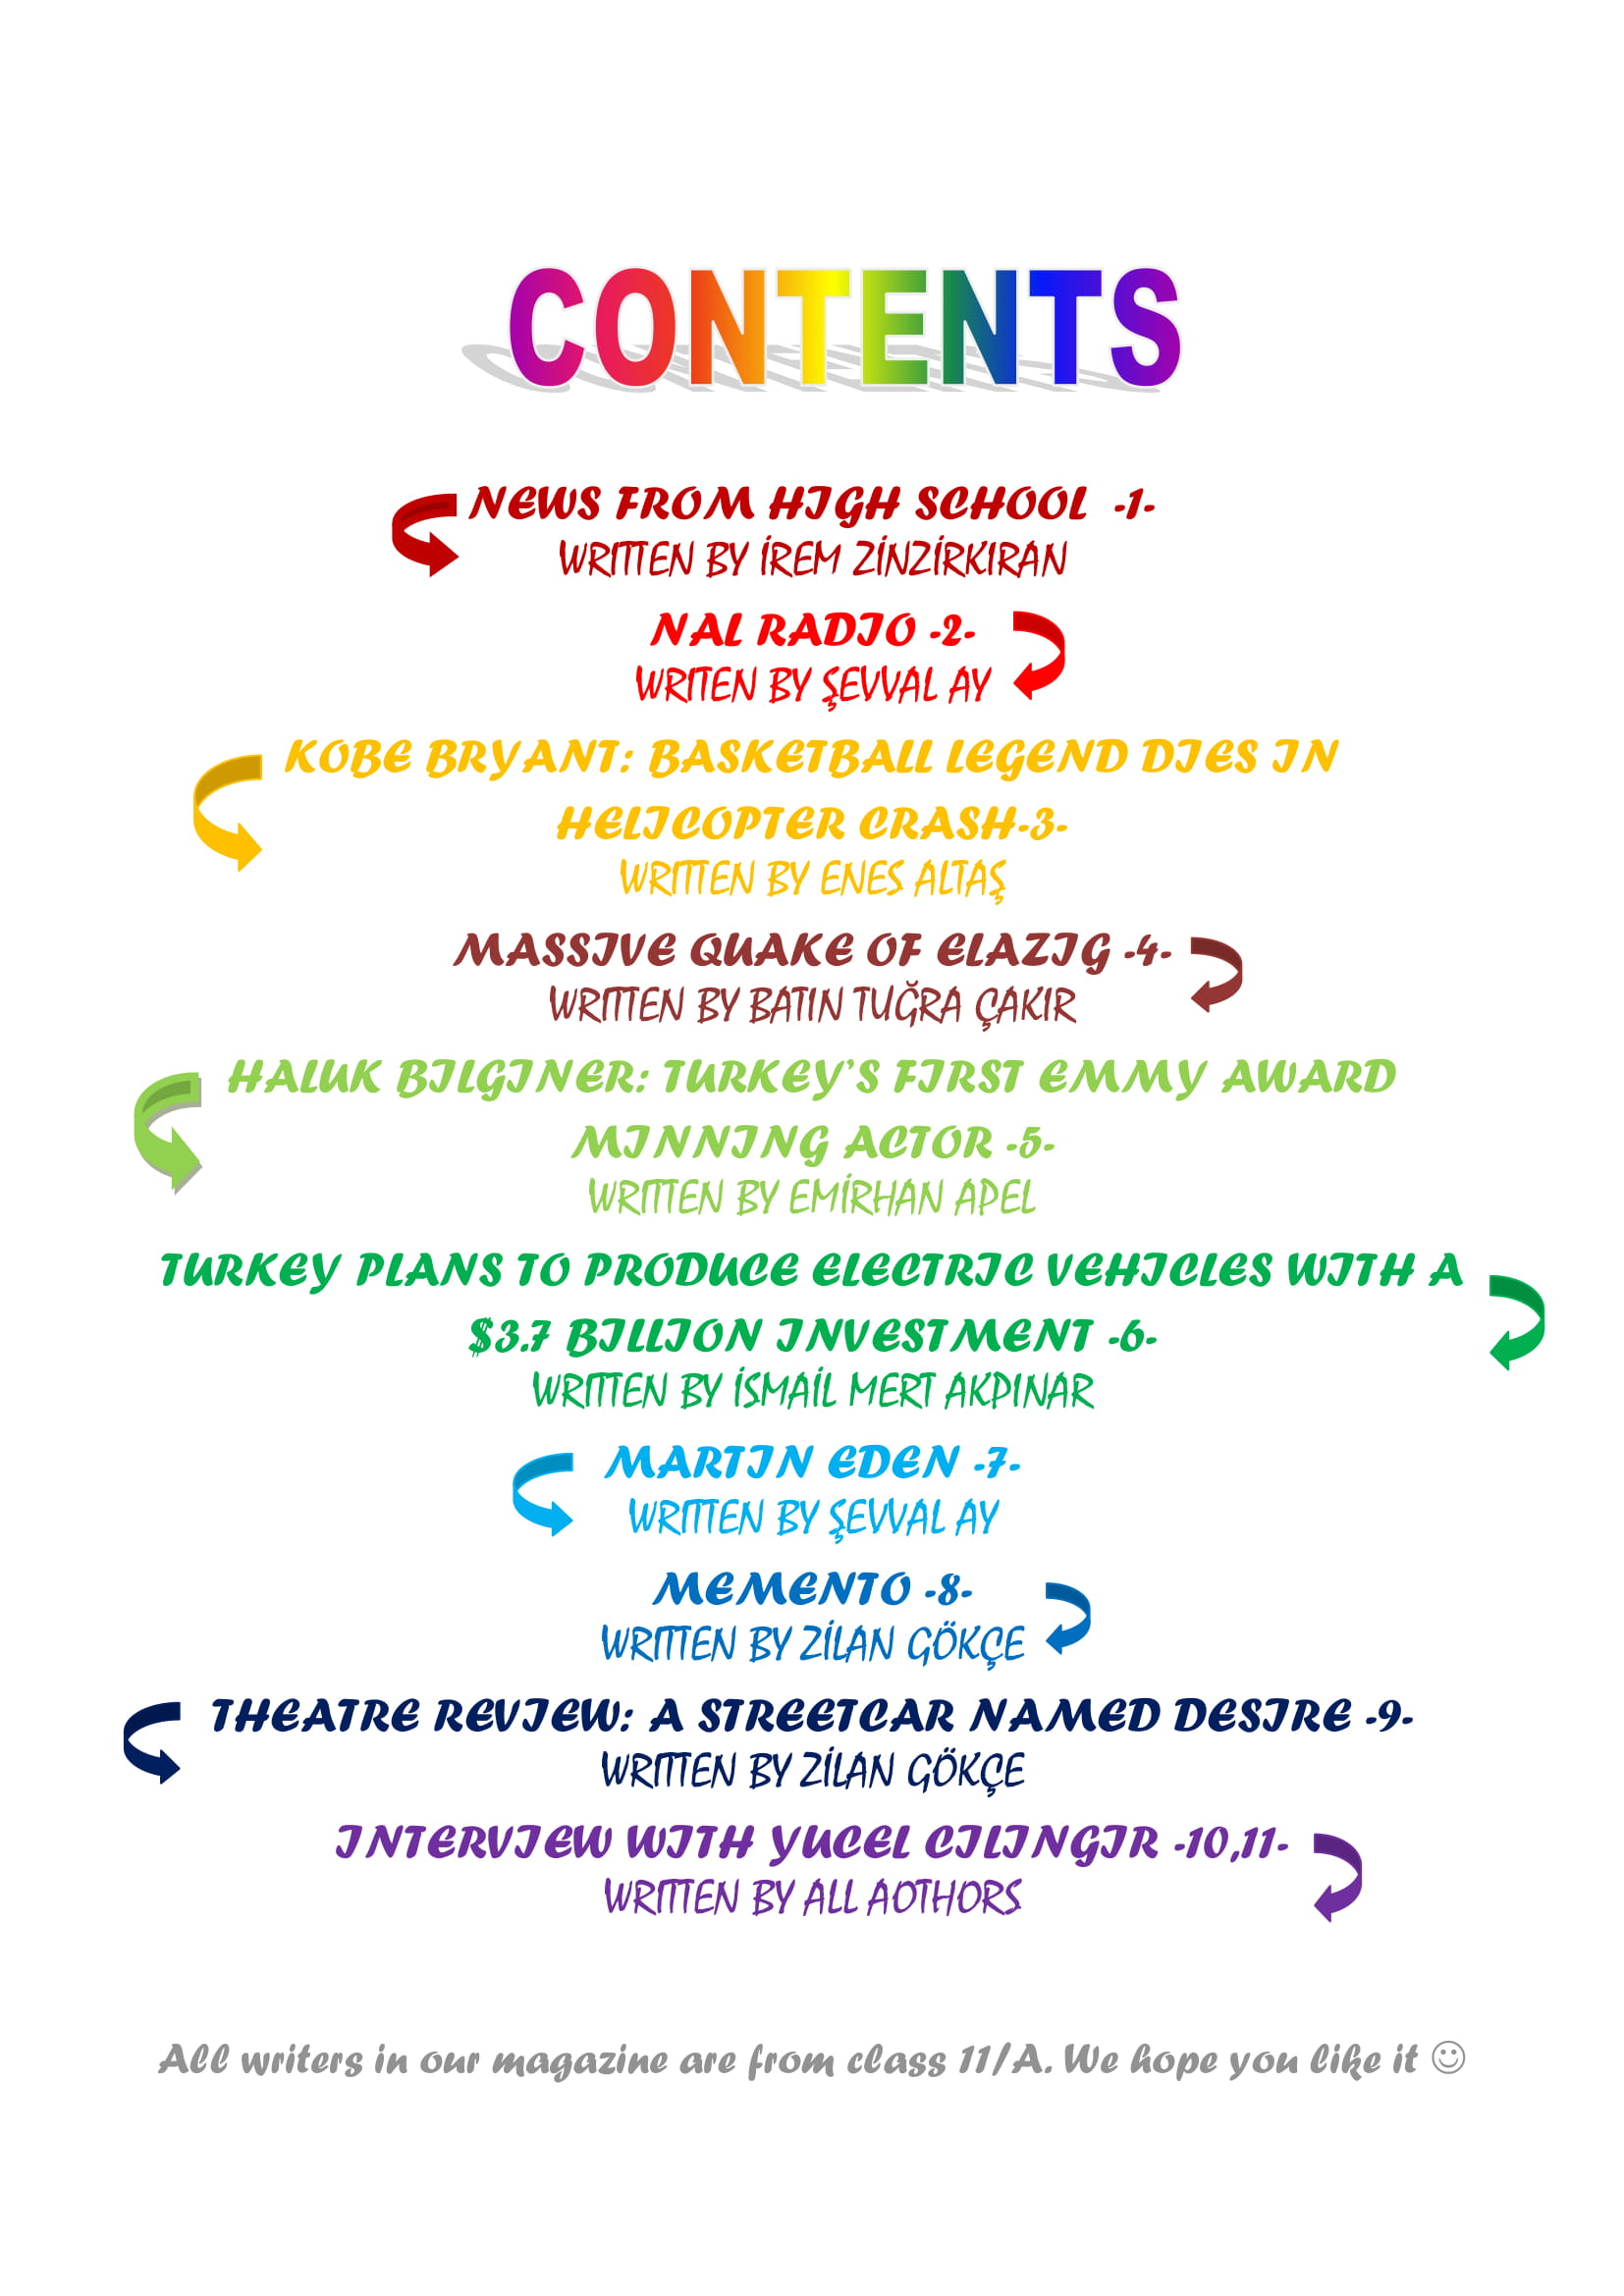 CONTENTS
NEWS FROM HIGH SCHOOL -1-
WRITTEN BY İREM ZİNZİRKIRAN
NAL RADIO -2-
WRITEN BY ŞEVVAL AY
KOBE BRYANT: BASKETBALL LEGEND DIES IN
HELICOPTER CRASH-3-
WRITTEN BY ENES ALTAŞ
MASSIVE QUAKE OF ELAZIG -4-
WRITTEN BY BATIN TUĞRA ÇAKIR
HALUK BILGINER: TURKEY'S FIRST EMMY AWARD
MINNING ACTOR -5-
WRITTEN BY EMİRHAN APEL
TURKEY PLANS TO PRODUCE ELECTRIC VEHICLES WITH A
$3.7 BILLION INVESTMENT -6-
WRITTEN BY İSMAİL MERT AKPINAR
MARTIN EDEN -7-
WRITTEN BY ŞEVVAL AY
MEMENTO -8-
WRITTEN BY ZİLAN GÖKÇE
THEATRE REVIEW: A STREETCAR NAMED DESIRE -9-
WRITTEN BY ZİLAN GÖKÇE
INTERVIEW WITH YUCEL CILINGIR -10,11-
WRITTEN BY ALL AOTHORS
All writers in our magazine are from class 11/A. We hope you like it ☺